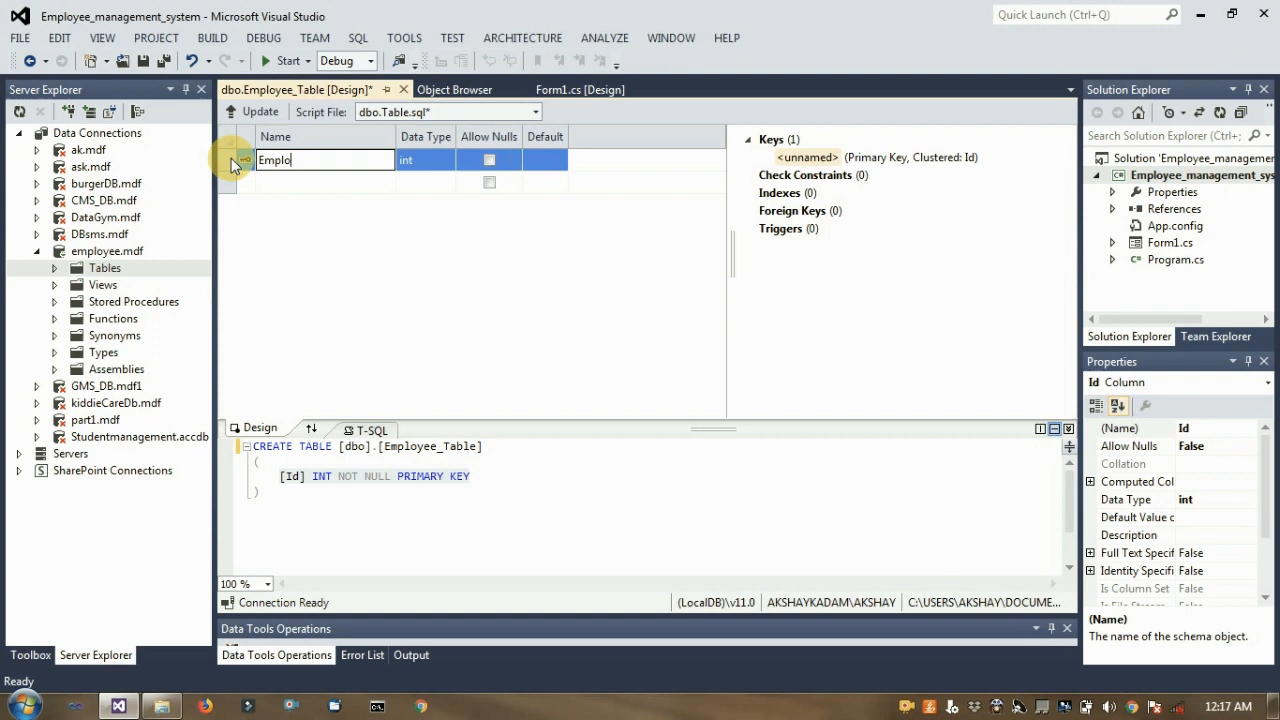 Employee_management_system - Microsoft Visual Studio
Quick Launch (Ctrl+Q)
FILE EDIT VIEW PROJECT BUILD DEBUG TEAM SQL TOOLS TEST ARCHITECTURE ANALYZE WINDOW HELP
Start Debug
Server Explorer
Data Connections
ak.mdf
ask.mdf
burgerDB.mdf
CMS_DB.mdf
DataGym.mdf
DBsms.mdf
employee.mdf
Tables
Views
Stored Procedures
Functions
Synonyms
Types
Assemblies
GMS_DB.mdf1
kiddieCareDb.mdf
part1.mdf
Studentmanagement.accdb
Servers
SharePoint Connections
Toolbox Server Explorer
dbo.Employee_Table [Design]* Object Browser Form1.cs [Design]
Update Script File: dbo.Table.sql*
Name Data Type Allow Nulls Default
Emplo int
Keys (1)
<unnamed> (Primary Key, Clustered: Id)
Check Constraints (0)
Indexes (0)
Foreign Keys (0)
Triggers (0)
Design T-SQL
CREATE TABLE [dbo].[Employee_Table]
(
[Id] INT NOT NULL PRIMARY KEY
)
100 %
Connection Ready (LocalDB)\v11.0 AKSHAYKADAM\AKSHAY C:\USERS\AKSHAY\DOCUME...
Data Tools Operations
Data Tools Operations Error List Output
Solution Explorer
Search Solution Explorer (Ctrl+;)
Solution 'Employee_managemen
Employee_management_sys
Properties
References
App.config
Form1.cs
Program.cs
Solution Explorer Team Explorer
Properties
Id Column
(Name) Id
Allow Nulls False
Collation
Computed Col
Data Type int
Default Value o
Description
Full Text Specif False
Identity Specifi False
Is Column Set False
(Name)
The name of the schema object.
Ready
12:17 AM